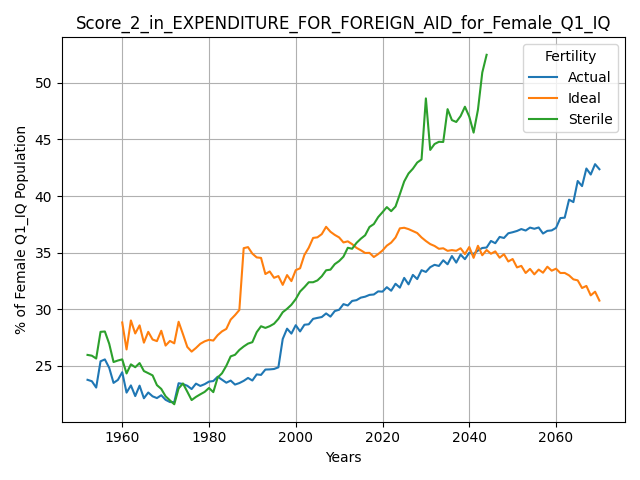 Score_2_in_EXPENDITURE_FOR_FOREIGN_AID_for_Female_Q1_IQ
Fertility
Actual
Ideal
Sterile
% of Female Q1_IQ Population
50
45
40
35
30
25
1960
1980
2000
2020
2040
2060
Years